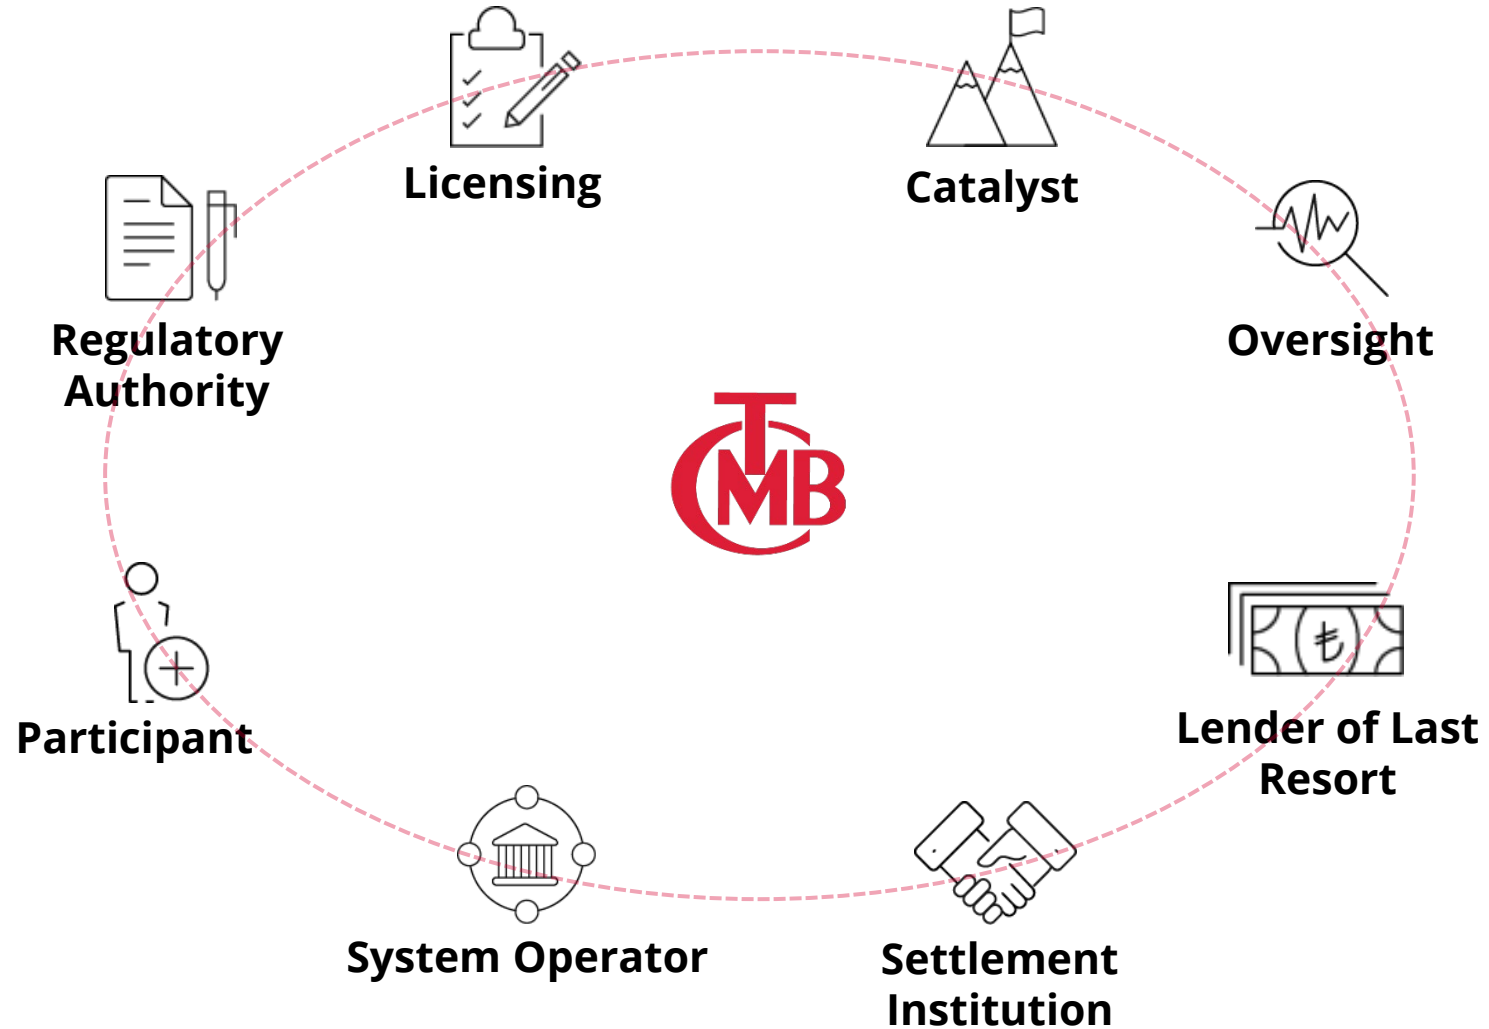 Licensing
Catalyst
Regulatory
Authority
Oversight
TCMB
Participant
Lender of Last
Resort
System Operator
Settlement
Institution